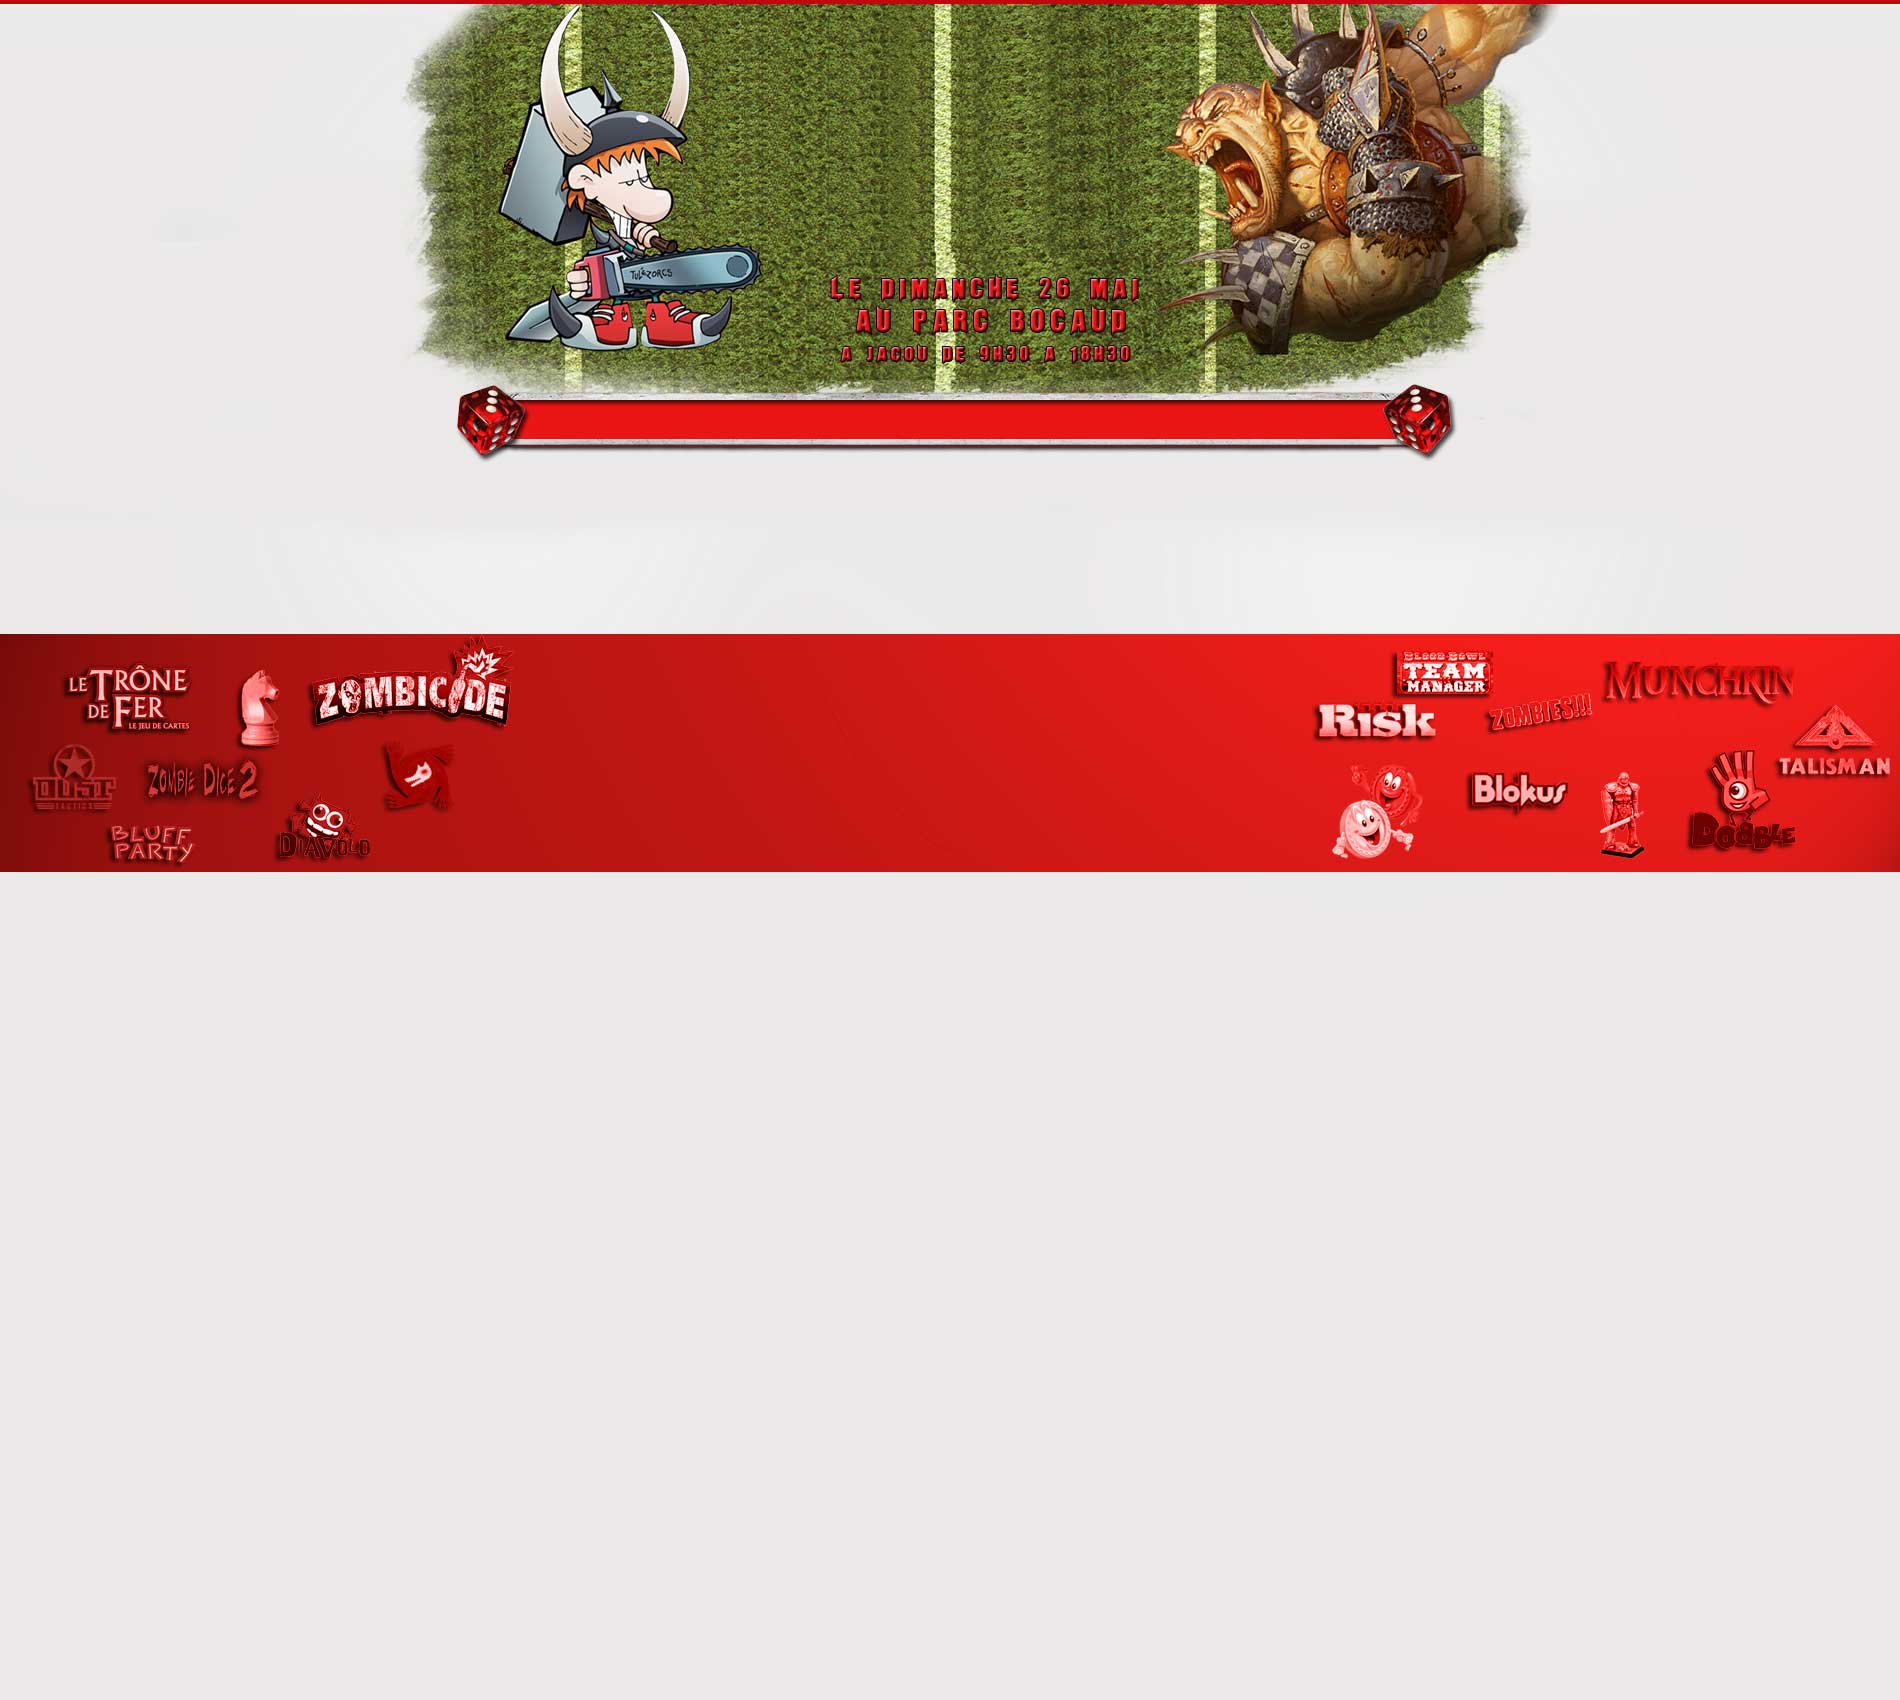 TULÉZORCS
LE DIMANCHE 26 MAI
AU PARC BOCAUD
A JACOU DE 9H30 A 18H30
LE TRÔNE
DE FER
LE JEU DE CARTES
ZOMBICIDE
DUST
TACTICS
ZOMBIE DICE 2
BLUFF
PARTY
DIAVOLO
BLOOD BOWL
TEAM
MANAGER
RISK
ZOMBIES!!!
MUNCHKIN
TALISMAN
BLOKUS
DOBBLE